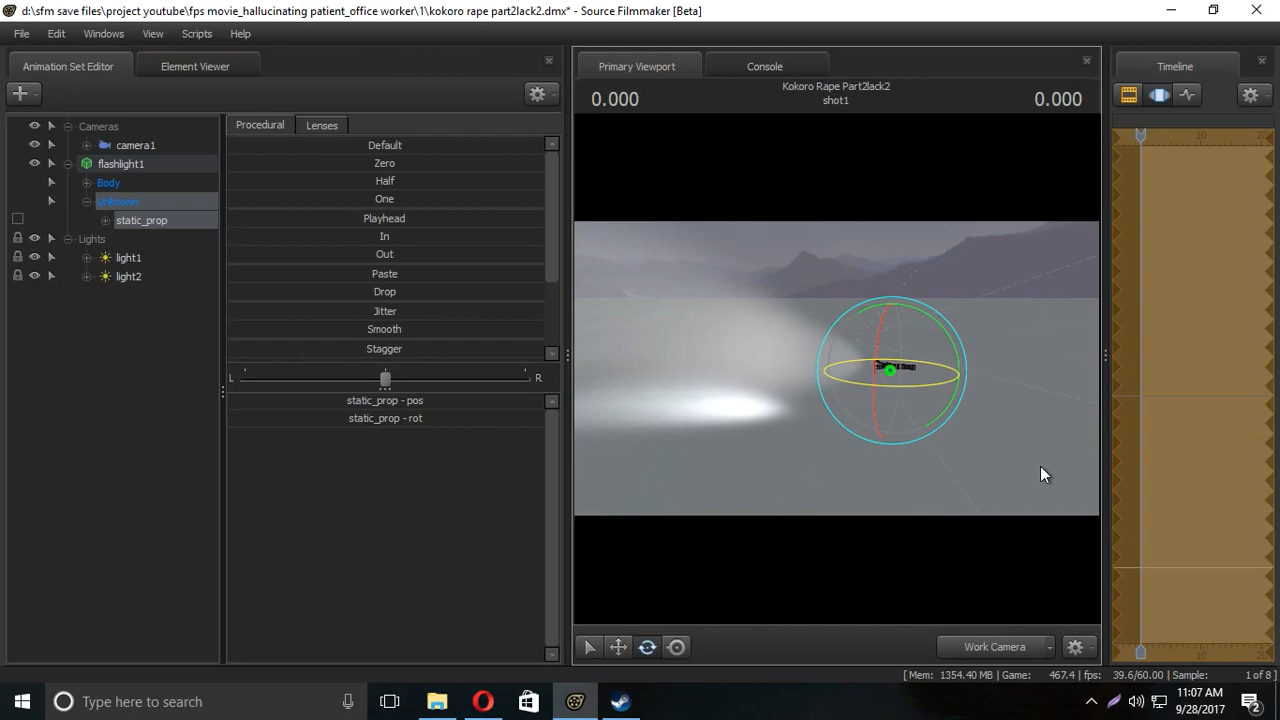 d:\sfm save files\project youtube\fps movie_hallucinating patient_office worker\1\kokoro rape part2lack2.dmx* - Source Filmmaker [Beta]
File Edit Windows View Scripts Help
Animation Set Editor Element Viewer
Primary Viewport Console
Timeline
0.000 Kokoro Rape Part2lack2 0.000
shot1
Cameras
camera1
flashlight1
Body
Unknown
static_prop
Lights
light1
light2
Procedural Lenses
Default
Zero
Half
One
Playhead
In
Out
Paste
Drop
Jitter
Smooth
Stagger
L R
static_prop - pos
static_prop - rot
10 20
10 20
Work Camera
[Mem: 1354.40 MB| Game: 467.4| fps: 39.6/60.00| Sample: 1 of 8
Type here to search
11:07 AM
9/28/2017
2